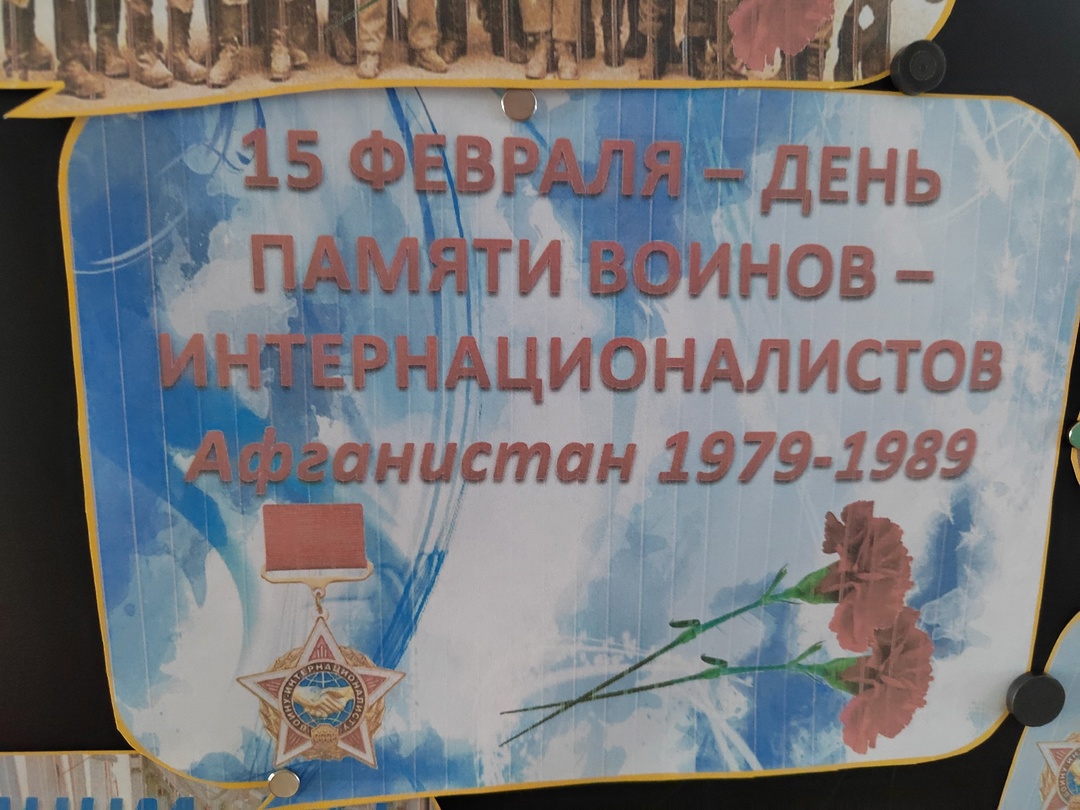 15 ФЕВРАЛЯ – ДЕНЬ
ПАМЯТИ ВОИНОВ –
ИНТЕРНАЦИОНАЛИСТОВ
Афганистан 1979-1989
ВОИНУ-ИНТЕРНАЦИОНАЛИСТУ